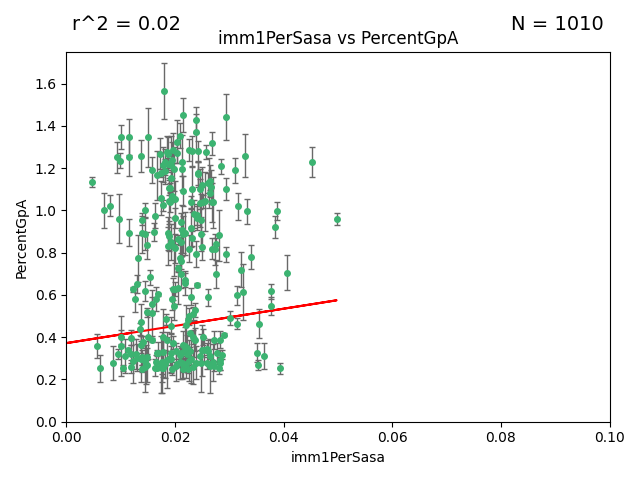 r^2 = 0.02
N = 1010
imm1PerSasa vs PercentGpA
PercentGpA
1.6
1.4
1.2
1.0
0.8
0.6
0.4
0.2
0.0
0.00 0.02 0.04 0.06 0.08 0.10
imm1PerSasa